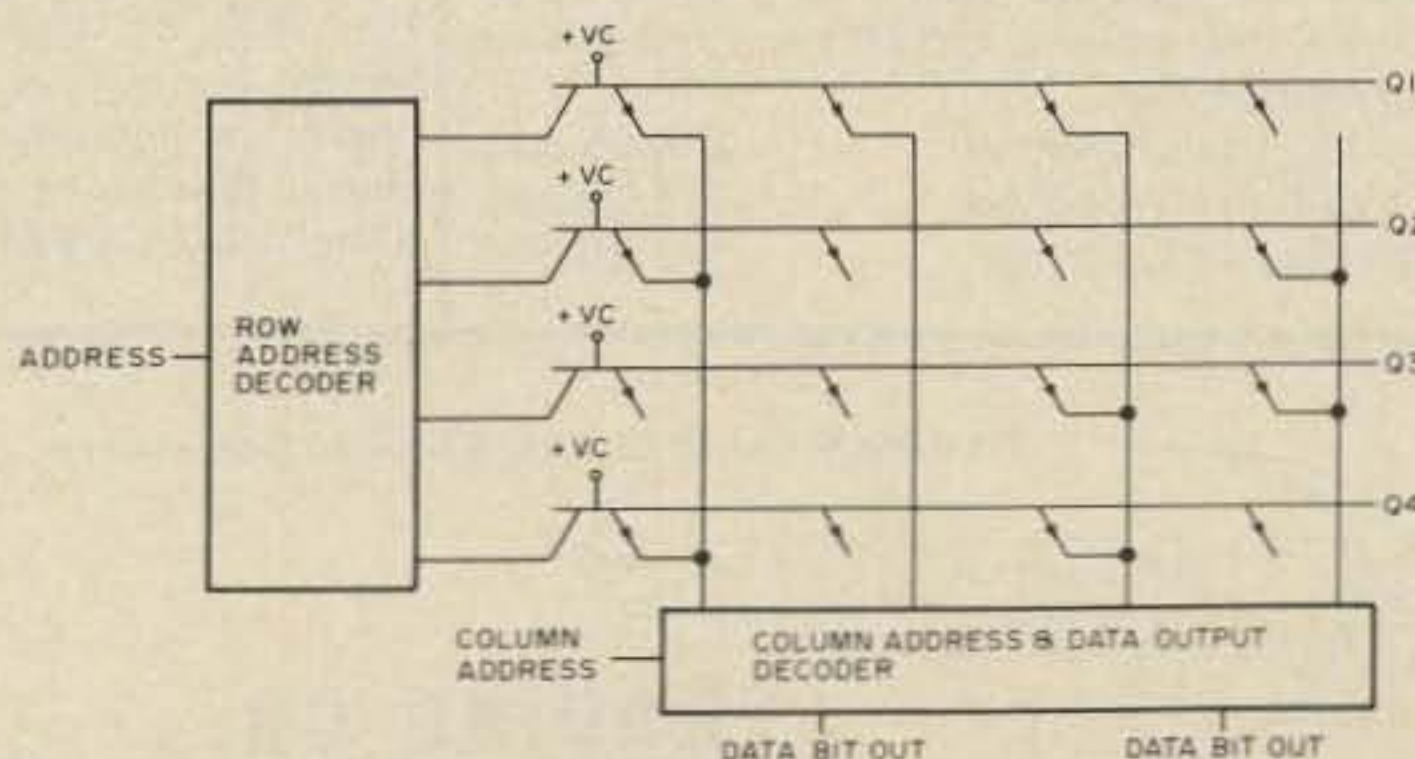 +VC
Q1
+VC
Q2
ROW
ADDRESS
DECODER
ADDRESS
+VC
Q3
+VC
Q4
COLUMN
ADDRESS
COLUMN ADDRESS & DATA OUTPUT
DECODER
DATA BIT OUT
DATA BIT OUT